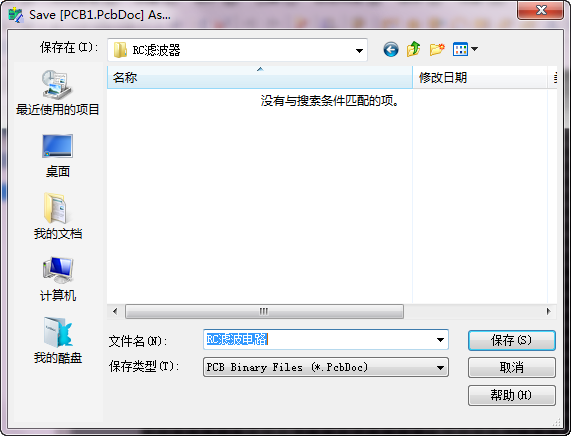 Save [PCB1.PcbDoc] As...
保存在(I):
RC滤波器
名称
修改日期
没有与搜索条件匹配的项。
最近使用的项目
桌面
我的文档
计算机
我的酷盘
文件名(N):
RC滤波电路
保存(S)
保存类型(T):
PCB Binary Files (*.PcbDoc)
取消
帮助(H)